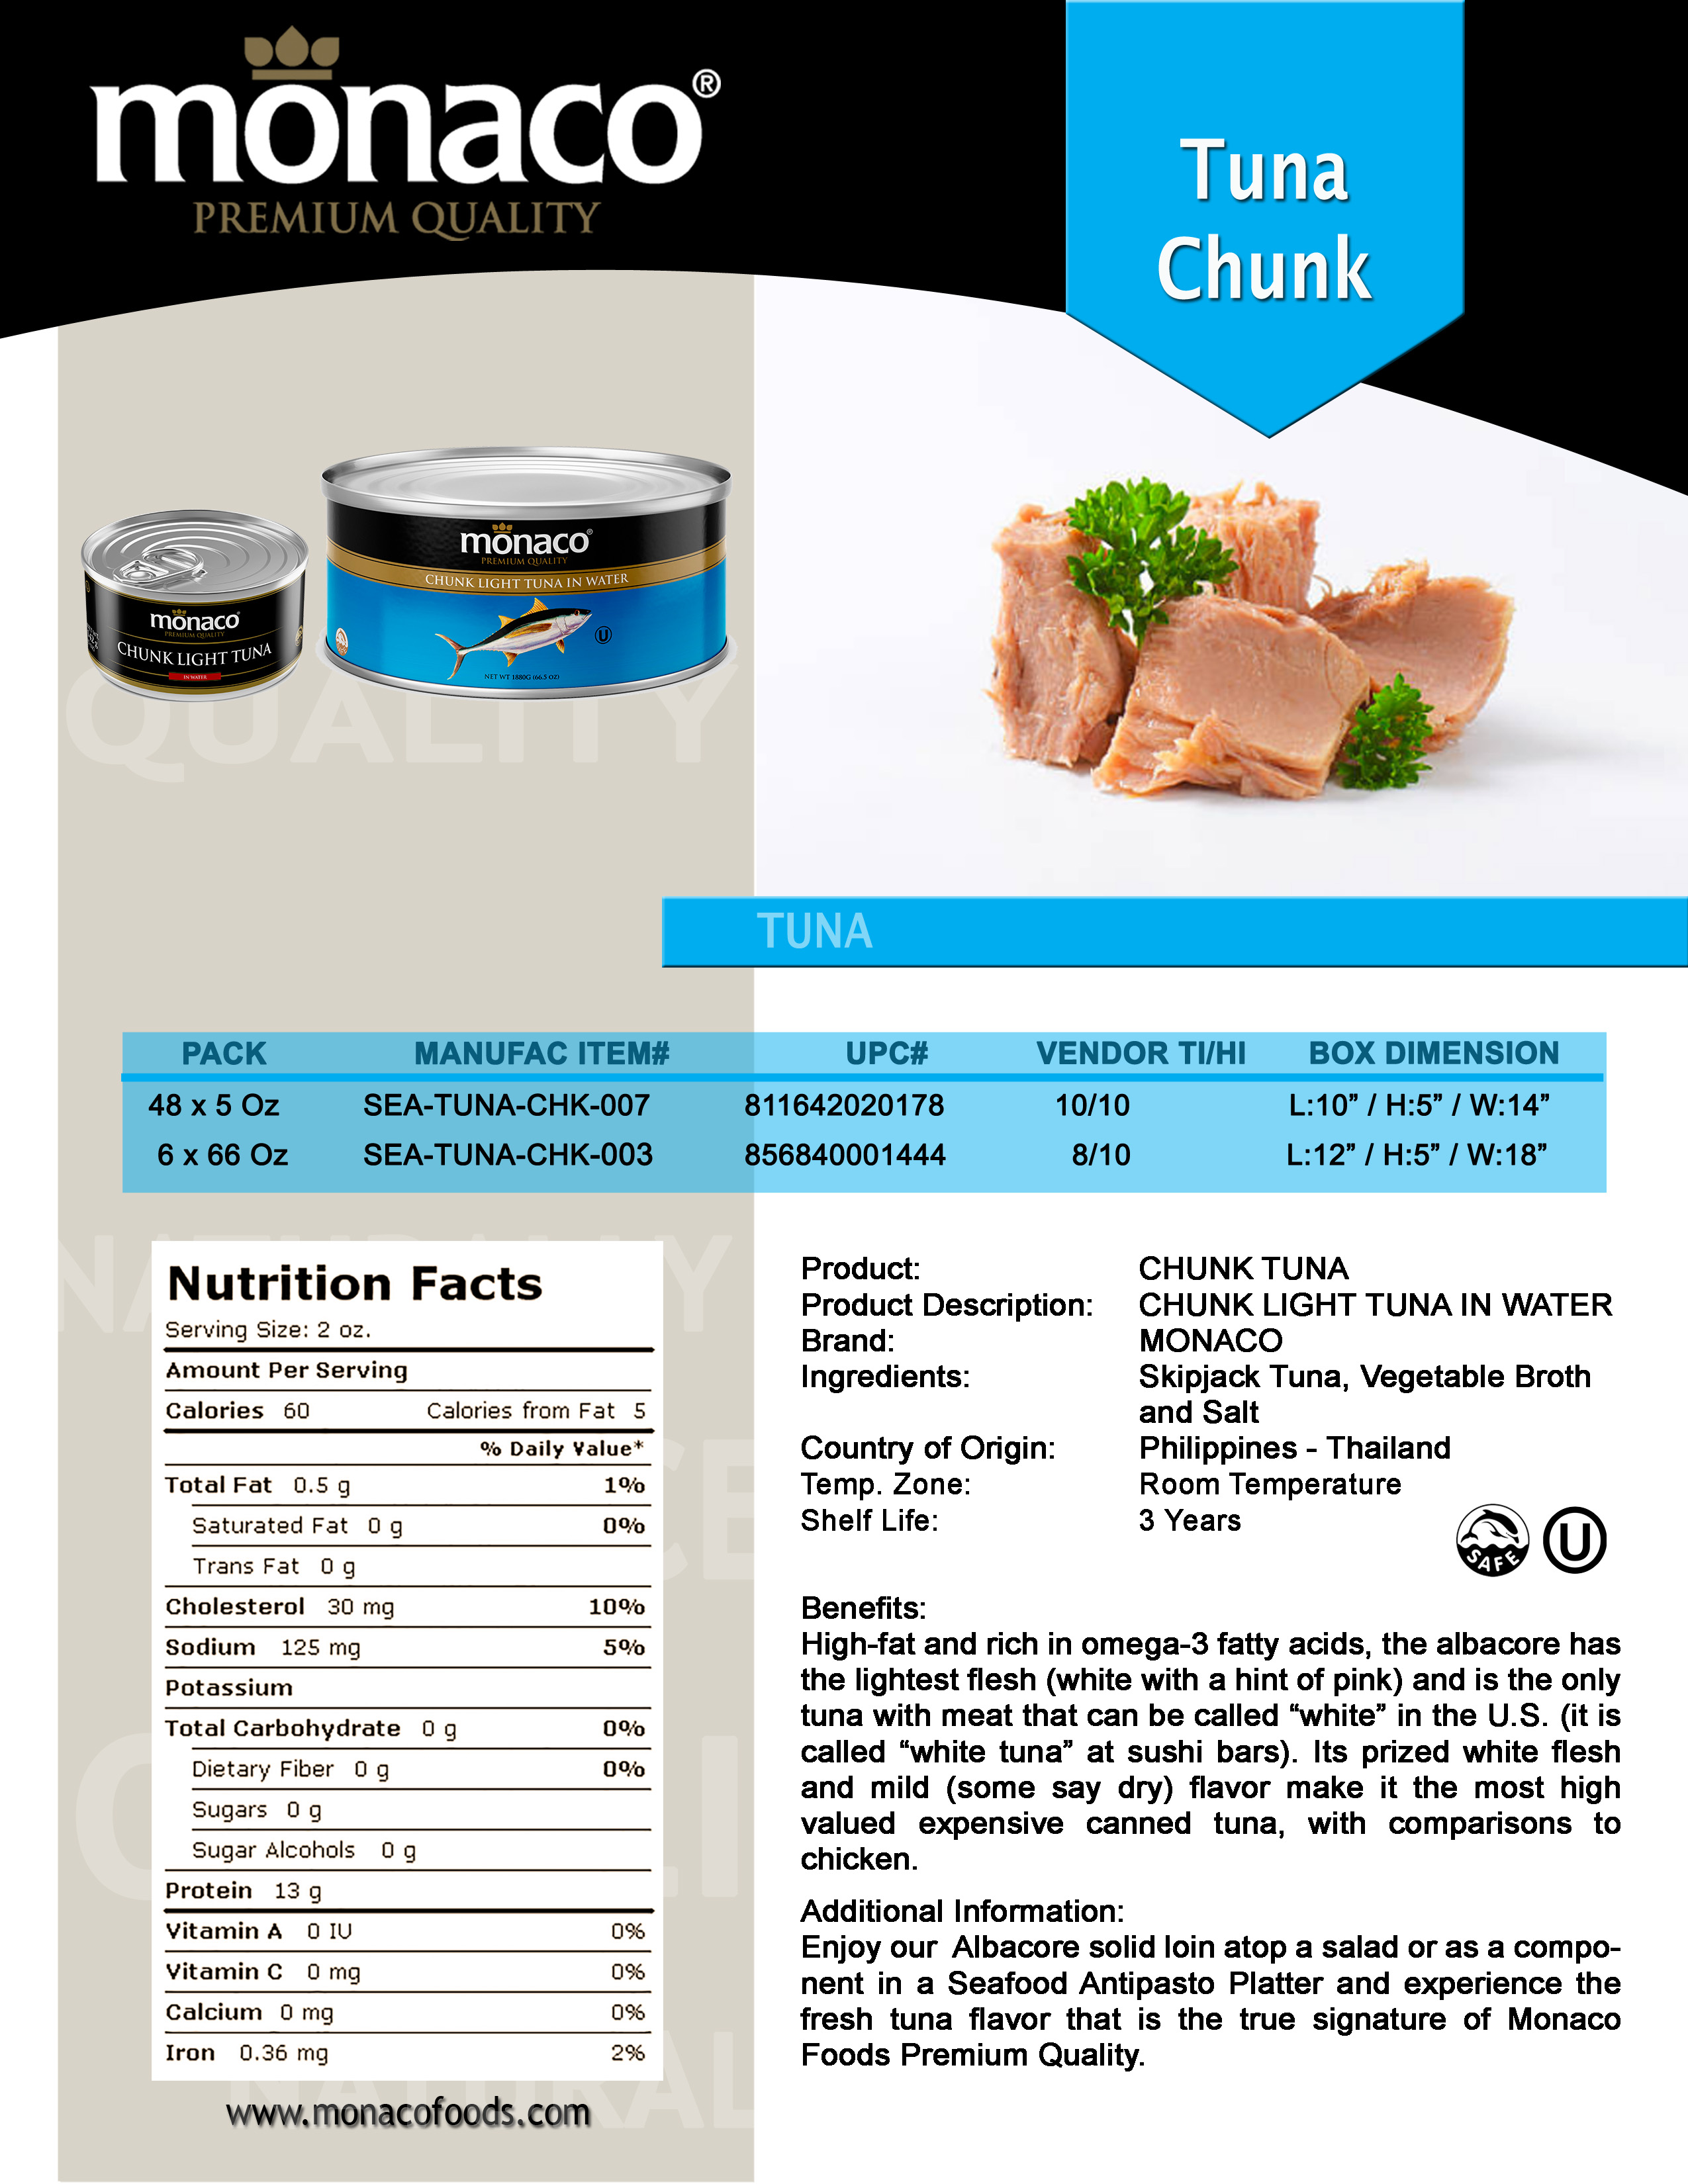 monaco®
PREMIUM QUALITY
Tuna
Chunk
monaco®
PREMIUM QUALITY
CHUNK LIGHT TUNA IN WATER
U
NET WT 1880G (66.5 OZ)
monaco®
PREMIUM QUALITY
CHUNK LIGHT TUNA
IN WATER
QUALITY
TUNA
PACK MANUFAC ITEM# UPC# VENDOR TI/HI BOX DIMENSION
48 x 5 Oz SEA-TUNA-CHK-007 811642020178 10/10 L:10” / H:5” / W:14”
6 x 66 Oz SEA-TUNA-CHK-003 856840001444 8/10 L:12” / H:5” / W:18”
Nutrition Facts
Serving Size: 2 oz.
Amount Per Serving
Calories 60 Calories from Fat 5
% Daily Value*
Total Fat 0.5 g 1%
Saturated Fat 0 g 0%
Trans Fat 0 g
Cholesterol 30 mg 10%
Sodium 125 mg 5%
Potassium
Total Carbohydrate 0 g 0%
Dietary Fiber 0 g 0%
Sugars 0 g
Sugar Alcohols 0 g
Protein 13 g
Vitamin A 0 IU 0%
Vitamin C 0 mg 0%
Calcium 0 mg 0%
Iron 0.36 mg 2%
NATURAL
www.monacofoods.com
Product: CHUNK TUNA
Product Description: CHUNK LIGHT TUNA IN WATER
Brand: MONACO
Ingredients: Skipjack Tuna, Vegetable Broth
and Salt
Country of Origin: Philippines - Thailand
Temp. Zone: Room Temperature
Shelf Life: 3 Years
SAFE
U
Benefits:
High-fat and rich in omega-3 fatty acids, the albacore has
the lightest flesh (white with a hint of pink) and is the only
tuna with meat that can be called “white” in the U.S. (it is
called “white tuna” at sushi bars). Its prized white flesh
and mild (some say dry) flavor make it the most high
valued expensive canned tuna, with comparisons to
chicken.
Additional Information:
Enjoy our Albacore solid loin atop a salad or as a compo-
nent in a Seafood Antipasto Platter and experience the
fresh tuna flavor that is the true signature of Monaco
Foods Premium Quality.